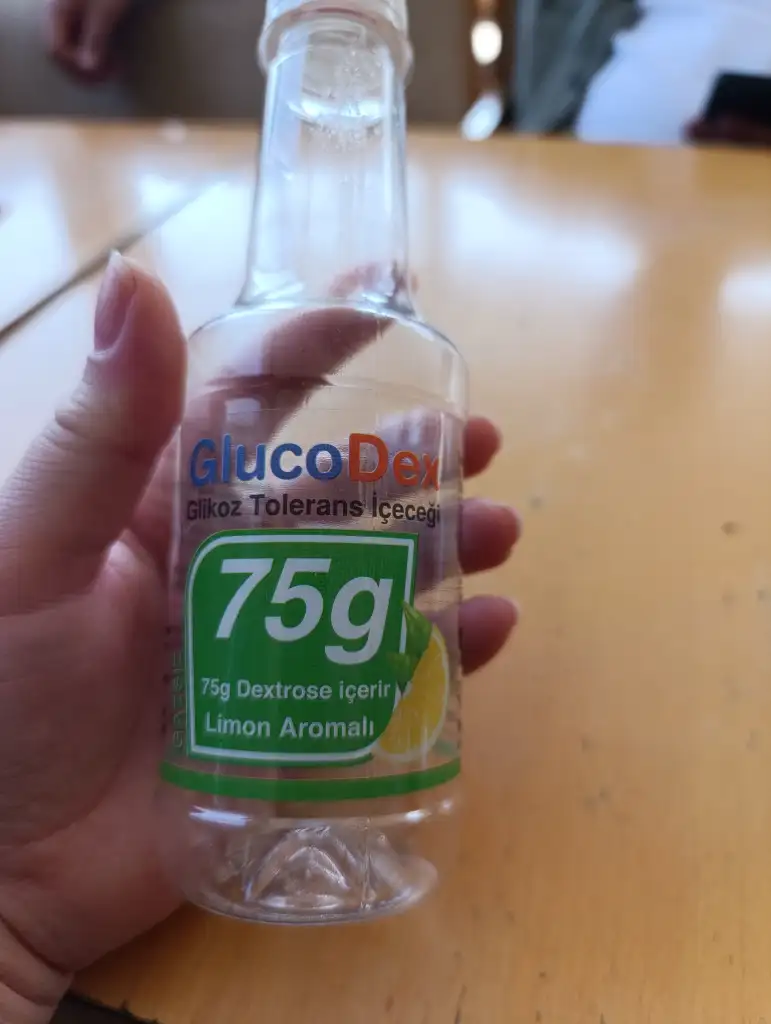 GlucoDex
Glikoz Tolerans İçeceği
75g
75g Dextrose içerir
Limon Aromalı